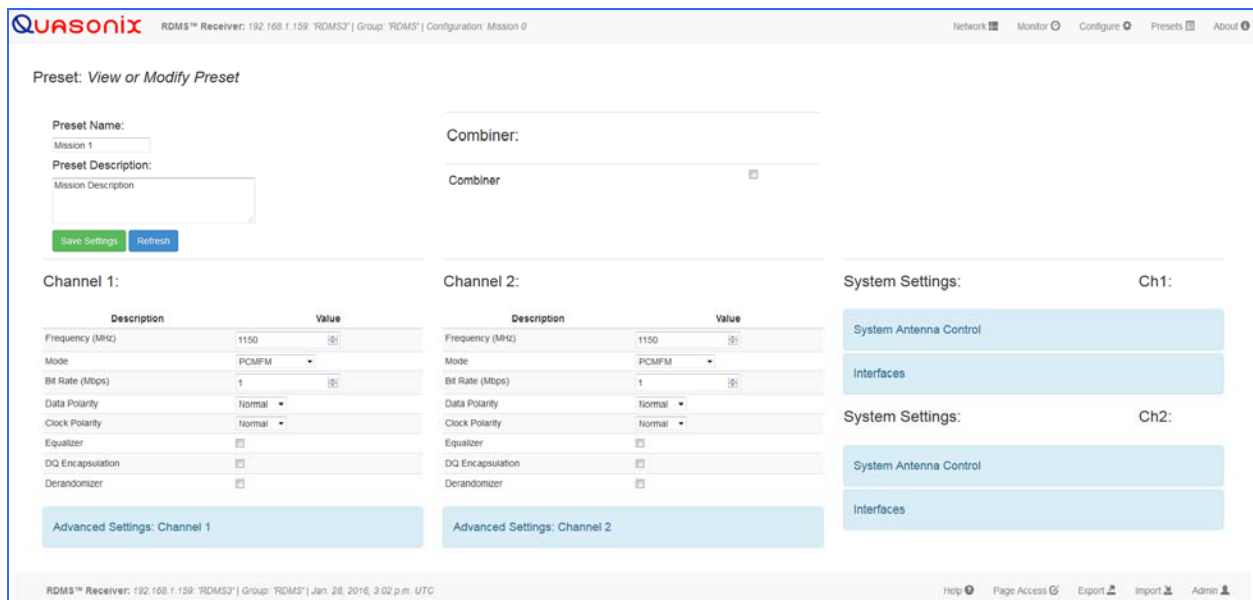 QUASONIX RDMS™ Receiver: 192.168.1.159: 'RDMS3' | Group: 'RDMS' | Configuration: Mission 0 Network Monitor Configure Presets About
Preset: View or Modify Preset
Preset Name:
Mission 1
Preset Description:
Mission Description
Save Settings Refresh
Combiner:
Combiner
Channel 1:
Description Value
Frequency (MHz) 1150
Mode PCMFM
Bit Rate (Mbps) 1
Data Polarity Normal
Clock Polarity Normal
Equalizer
DQ Encapsulation
Derandomizer
Advanced Settings: Channel 1
Channel 2:
Description Value
Frequency (MHz) 1150
Mode PCMFM
Bit Rate (Mbps) 1
Data Polarity Normal
Clock Polarity Normal
Equalizer
DQ Encapsulation
Derandomizer
Advanced Settings: Channel 2
System Settings: Ch1:
System Antenna Control
Interfaces
System Settings: Ch2:
System Antenna Control
Interfaces
RDMS™ Receiver: 192.168.1.159: 'RDMS3' | Group: 'RDMS' | Jan. 28, 2016, 3:02 p.m. UTC Help Page Access Export Import Admin